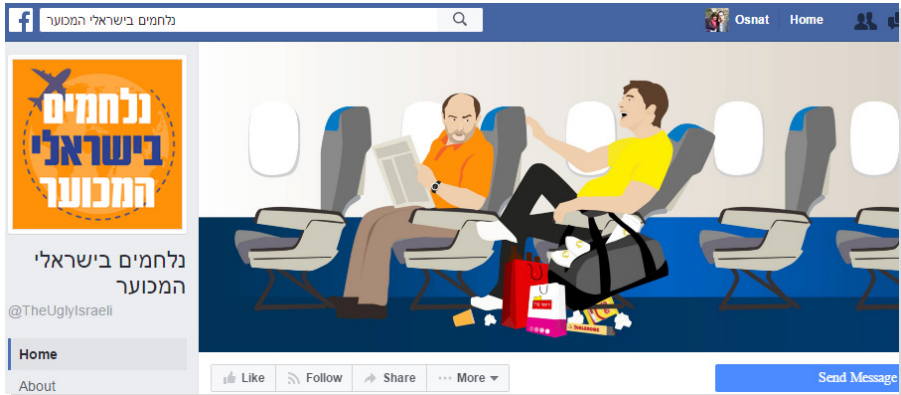 נלחמים בישראלי המכוער
Osnat
Home
נלחמים
בישראלי
המכוער
נלחמים בישראלי
המכוער
@TheUglyIsraeli
Home
About
Like
Follow
Share
More
Send Message
TOBLERONE